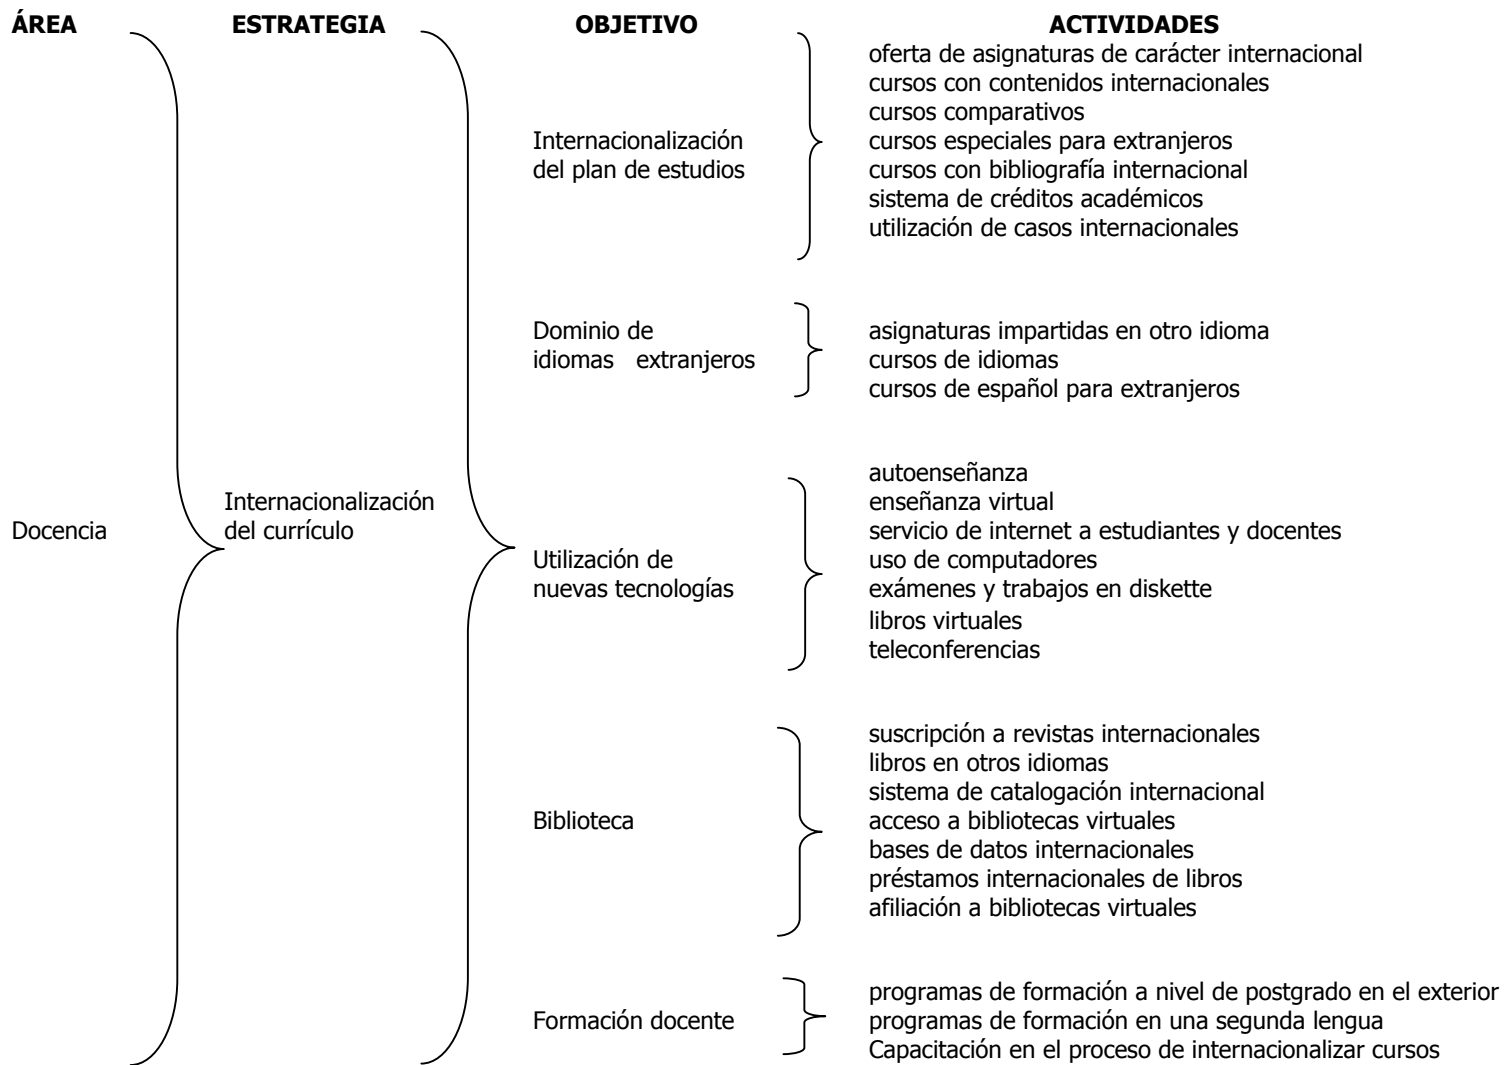 ÁREA ESTRATEGIA OBJETIVO ACTIVIDADES
oferta de asignaturas de carácter internacional
cursos con contenidos internacionales
cursos comparativos
Internacionalización
del plan de estudios
cursos especiales para extranjeros
cursos con bibliografía internacional
sistema de créditos académicos
utilización de casos internacionales
Dominio de
idiomas extranjeros
asignaturas impartidas en otro idioma
cursos de idiomas
cursos de español para extranjeros
Docencia
Internacionalización
del currículo
Utilización de
nuevas tecnologías
autoenseñanza
enseñanza virtual
servicio de internet a estudiantes y docentes
uso de computadores
exámenes y trabajos en diskette
libros virtuales
teleconferencias
Biblioteca
suscripción a revistas internacionales
libros en otros idiomas
sistema de catalogación internacional
acceso a bibliotecas virtuales
bases de datos internacionales
préstamos internacionales de libros
afiliación a bibliotecas virtuales
Formación docente
programas de formación a nivel de postgrado en el exterior
programas de formación en una segunda lengua
Capacitación en el proceso de internacionalizar cursos